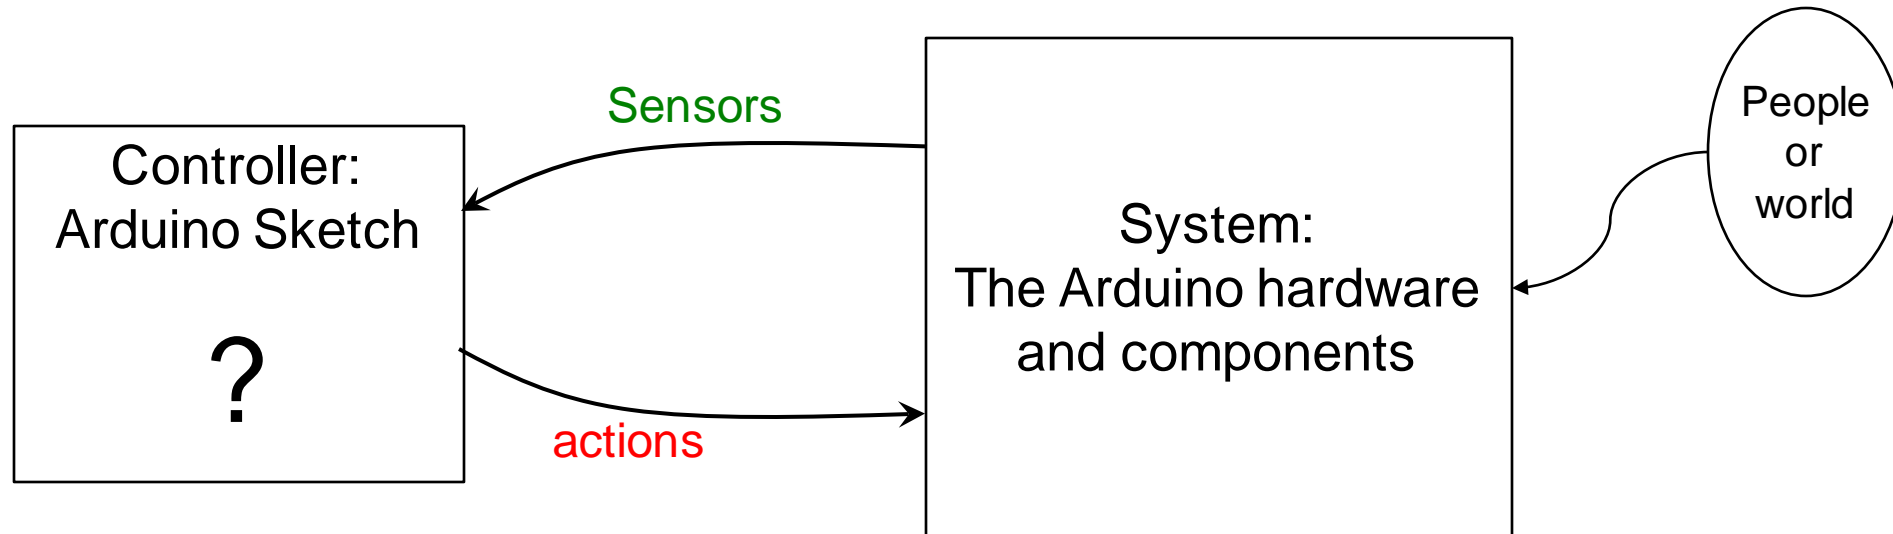 Controller:
Arduino Sketch
?
Sensors
actions
System:
The Arduino hardware
and components
People
or
world